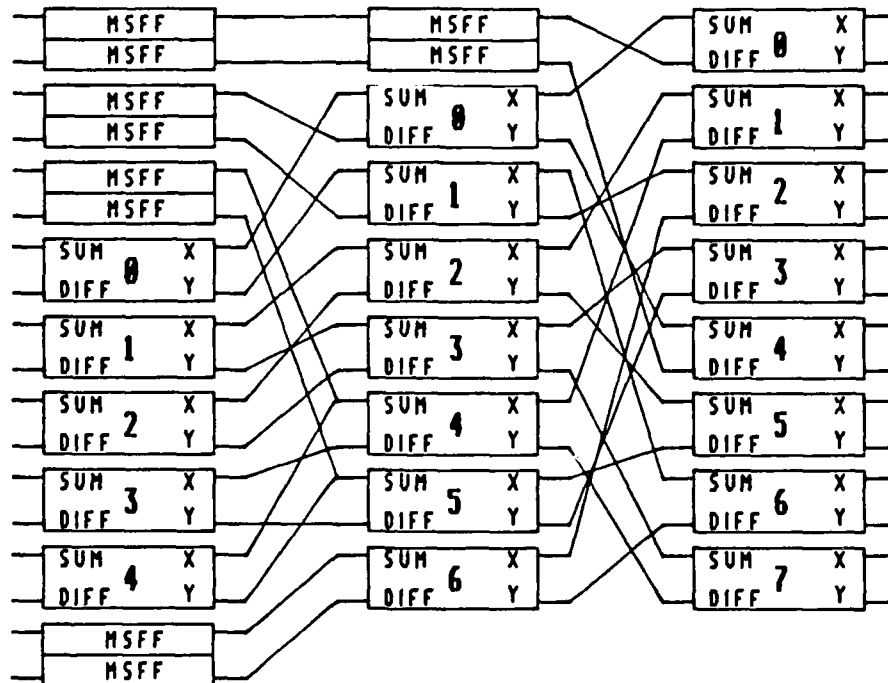 MSFF
MSFF
MSFF
MSFF
MSFF
MSFF
SUM X
0
DIFF Y
SUM X
1
DIFF Y
SUM X
2
DIFF Y
SUM X
3
DIFF Y
SUM X
4
DIFF Y
MSFF
MSFF
MSFF
MSFF
SUM X
0
DIFF Y
SUM X
1
DIFF Y
SUM X
2
DIFF Y
SUM X
3
DIFF Y
SUM X
4
DIFF Y
SUM X
5
DIFF Y
SUM X
6
DIFF Y
SUM X
0
DIFF Y
SUM X
1
DIFF Y
SUM X
2
DIFF Y
SUM X
3
DIFF Y
SUM X
4
DIFF Y
SUM X
5
DIFF Y
SUM X
6
DIFF Y
SUM X
7
DIFF Y